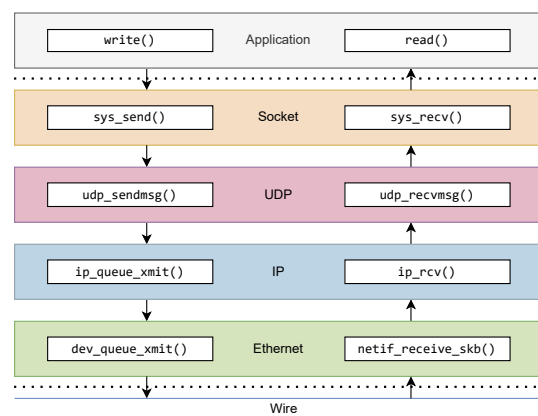 write() Application read()
sys_send() Socket sys_recv()
udp_sendmsg() UDP udp_recvmsg()
ip_queue_xmit() IP ip_rcv()
dev_queue_xmit() Ethernet netif_receive_skb()
Wire